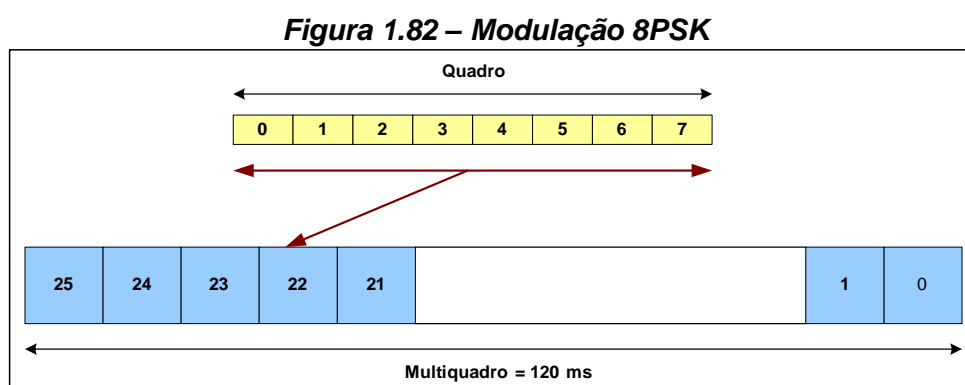 Figura 1.82 – Modulação 8PSK
Quadro
0 1 2 3 4 5 6 7
25 24 23 22 21 1 0
Multiquadro = 120 ms